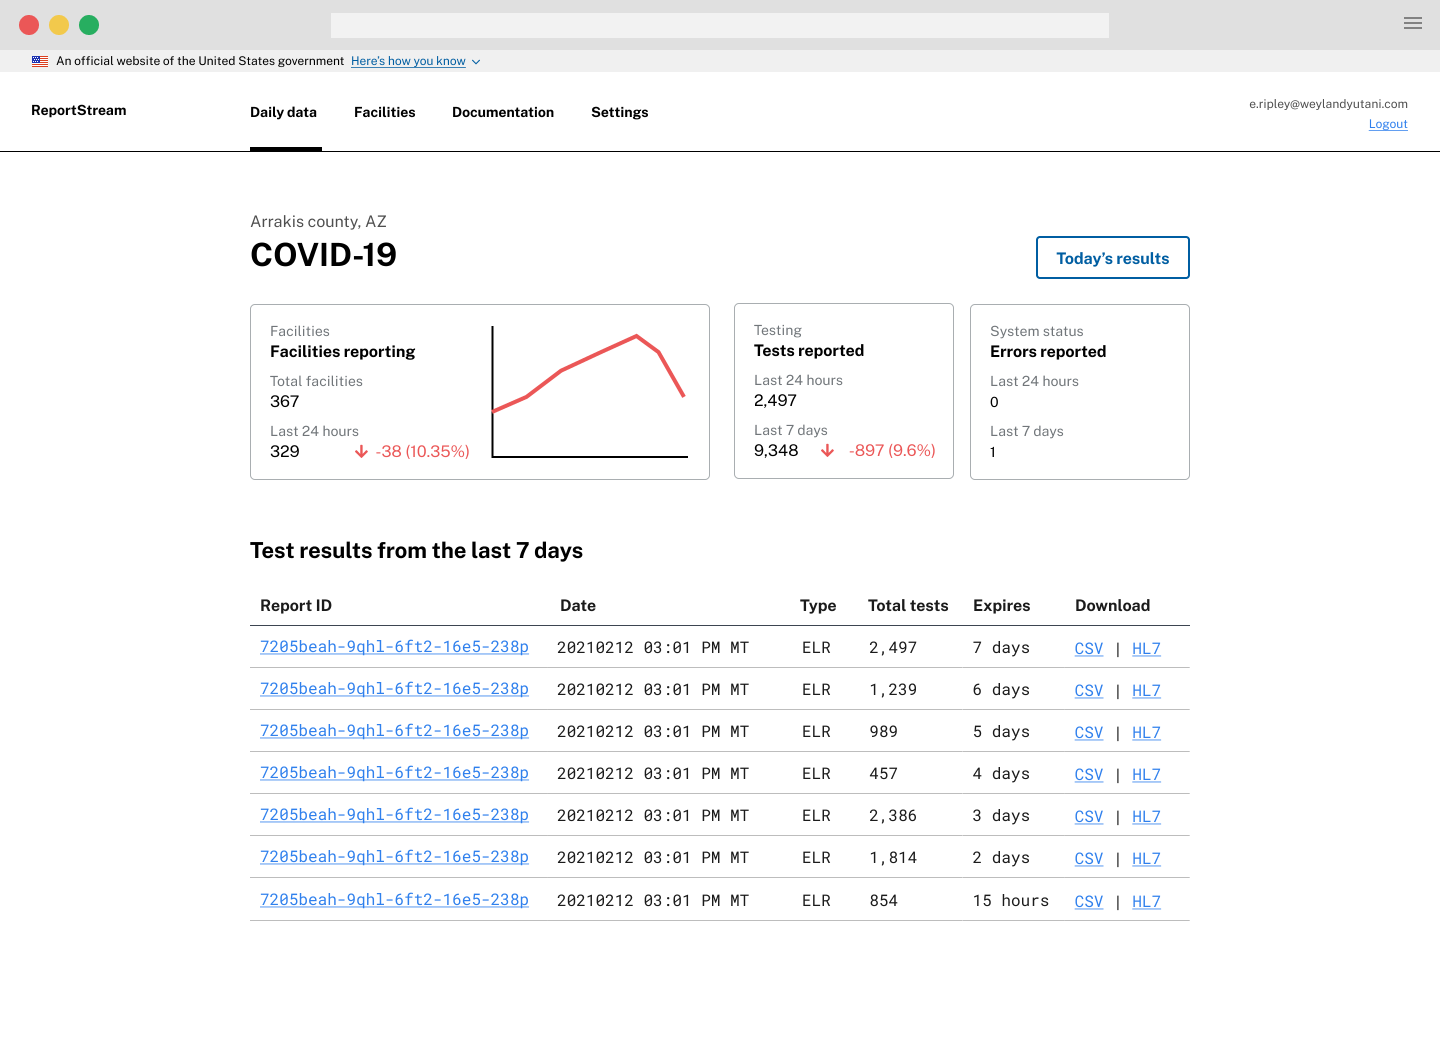 An official website of the United States government Here's how you know
ReportStream
Daily data Facilities Documentation Settings
e.ripley@weylandyutani.com
Logout
Arrakis county, AZ
COVID-19
Today's results
Facilities
Facilities reporting
Total facilities
367
Last 24 hours
329 -38 (10.35%)
Testing
Tests reported
Last 24 hours
2,497
Last 7 days
9,348 -897 (9.6%)
System status
Errors reported
Last 24 hours
0
Last 7 days
1
Test results from the last 7 days
Report ID Date Type Total tests Expires Download
7205beah-9qhl-6ft2-16e5-238p 20210212 03:01 PM MT ELR 2,497 7 days CSV | HL7
7205beah-9qhl-6ft2-16e5-238p 20210212 03:01 PM MT ELR 1,239 6 days CSV | HL7
7205beah-9qhl-6ft2-16e5-238p 20210212 03:01 PM MT ELR 989 5 days CSV | HL7
7205beah-9qhl-6ft2-16e5-238p 20210212 03:01 PM MT ELR 457 4 days CSV | HL7
7205beah-9qhl-6ft2-16e5-238p 20210212 03:01 PM MT ELR 2,386 3 days CSV | HL7
7205beah-9qhl-6ft2-16e5-238p 20210212 03:01 PM MT ELR 1,814 2 days CSV | HL7
7205beah-9qhl-6ft2-16e5-238p 20210212 03:01 PM MT ELR 854 15 hours CSV | HL7